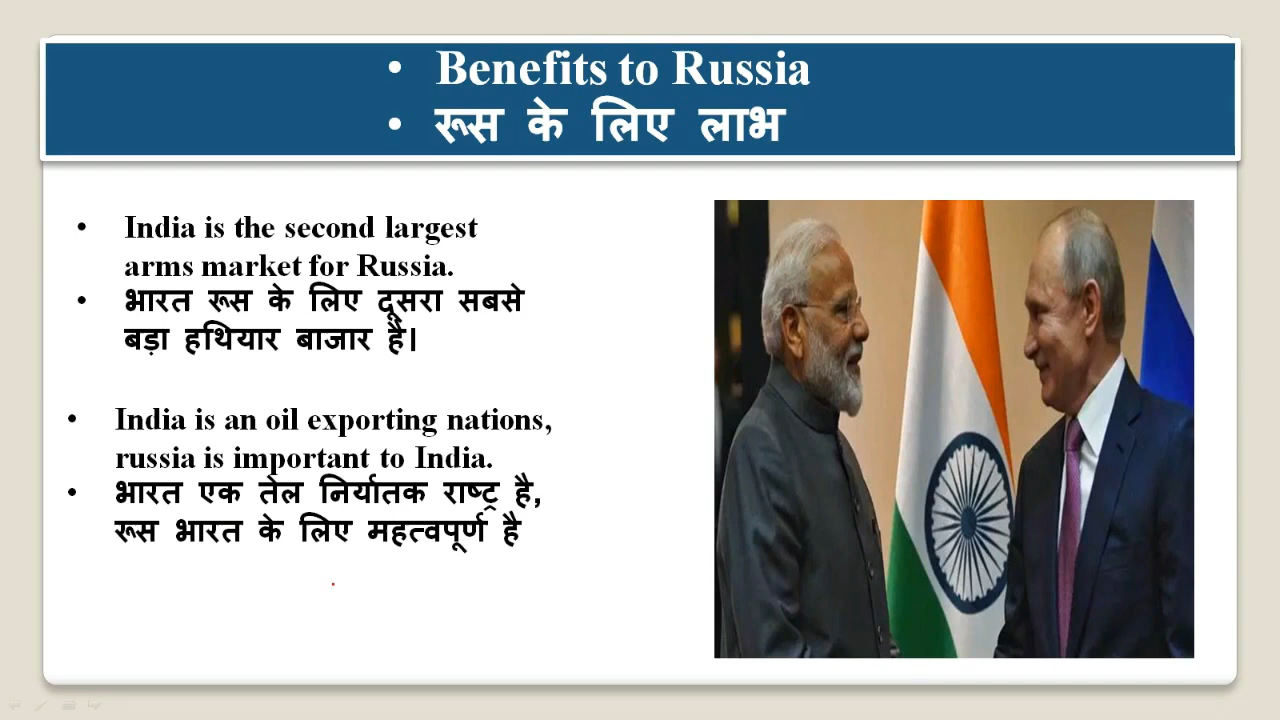 • Benefits to Russia
• रूस के लिए लाभ
• India is the second largest
arms market for Russia.
• भारत रूस के लिए दूसरा सबसे
बड़ा हथियार बाजार है।
• India is an oil exporting nations,
russia is important to India.
• भारत एक तेल निर्यातक राष्ट्र है,
रूस भारत के लिए महत्वपूर्ण है